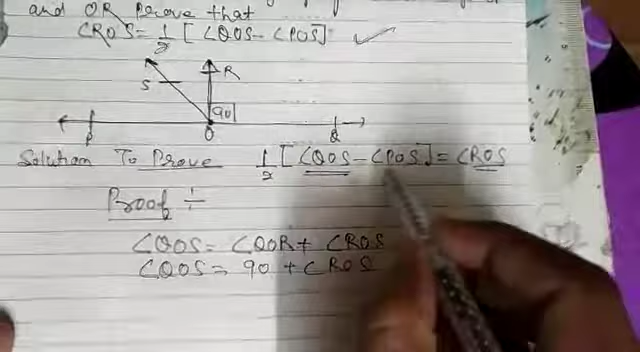 and OR Prove that
∠ROS = 1/2 [∠QOS - ∠POS]
S R
90
P O Q
Solution To Prove 1/2 [∠QOS - ∠POS] = ∠ROS
Proof ÷
∠QOS = ∠QOR + ∠ROS
∠QOS = 90 + ∠ROS